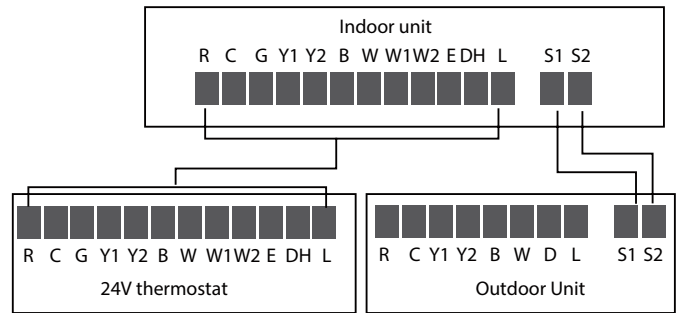 Indoor unit
R C G Y1 Y2 B W W1W2 E DH L S1 S2
R C G Y1 Y2 B W W1W2 E DH L
24V thermostat
R C Y1 Y2 B W D L S1 S2
Outdoor Unit